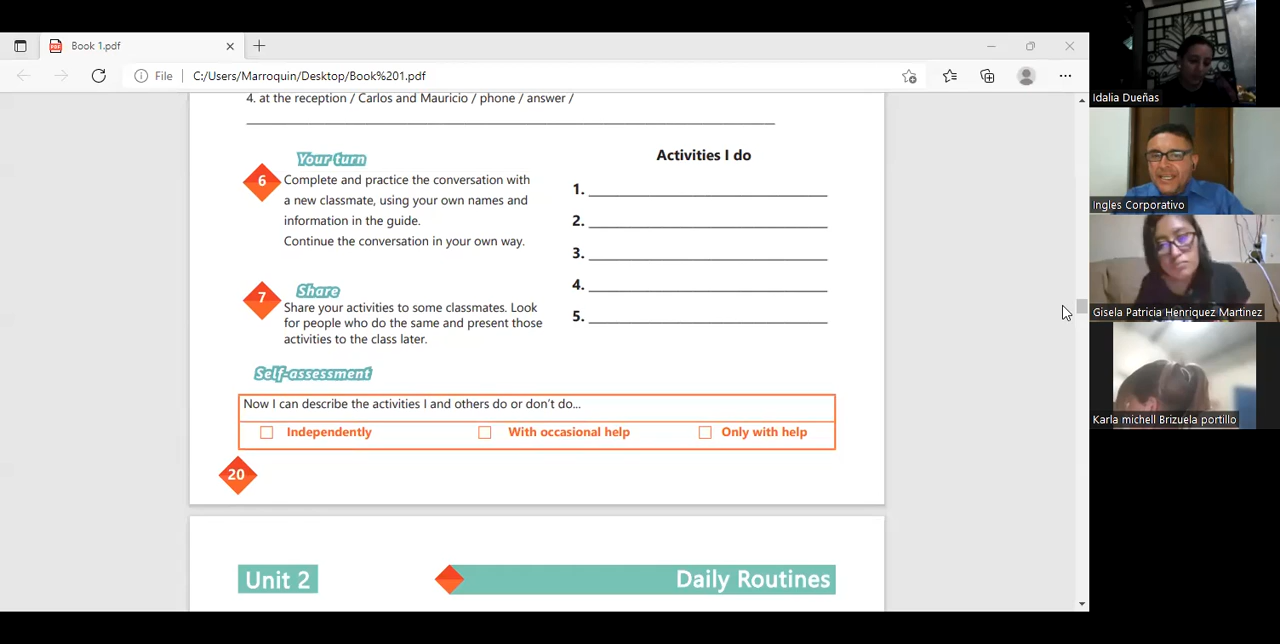 Book 1.pdf
File
C:/Users/Marroquin/Desktop/Book%201.pdf
4. at the reception / Carlos and Mauricio / phone / answer /
Your turn
6
Complete and practice the conversation with
a new classmate, using your own names and
information in the guide.
Continue the conversation in your own way.
7
Share
Share your activities to some classmates. Look
for people who do the same and present those
activities to the class later.
Activities I do
1.
2.
3.
4.
5.
Self-assessment
Now I can describe the activities I and others do or don't do...
Independently
With occasional help
Only with help
20
Unit 2
Daily Routines
Idalia Dueñas
Ingles Corporativo
Gisela Patricia Henriquez Martinez
Karla michell Brizuela portillo